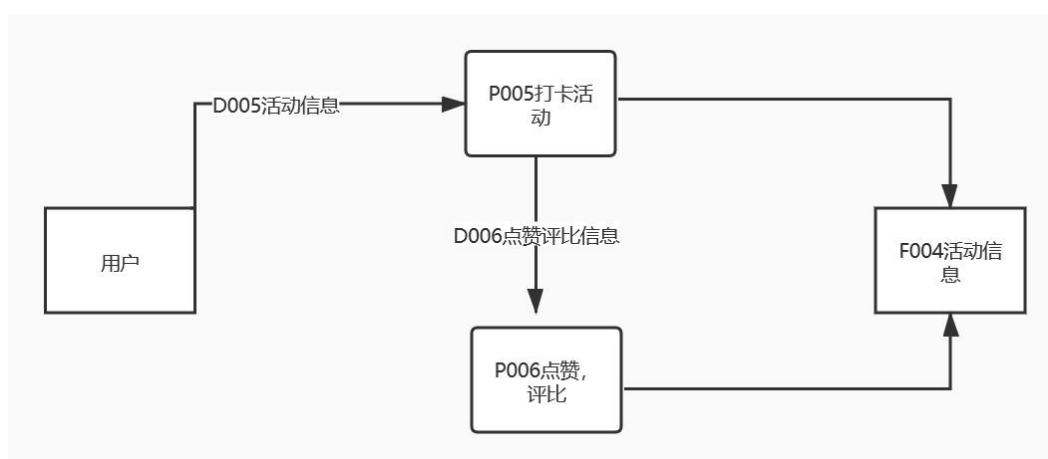 P005打卡活
动
D005活动信息
D006点赞评比信息
用户
F004活动信
息
P006点赞，
评比